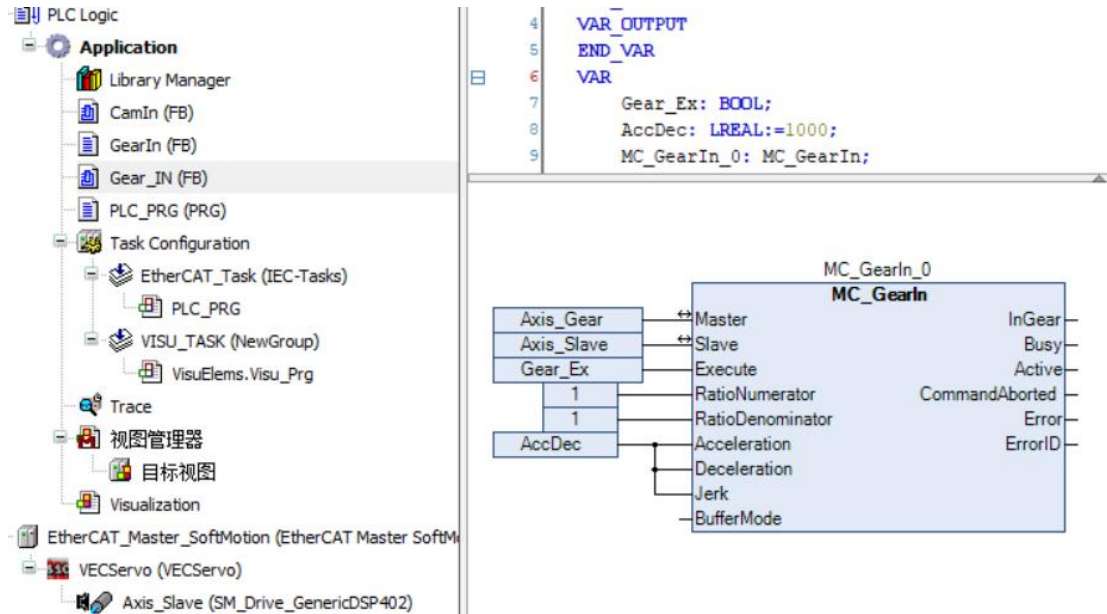 PLC Logic
Application
Library Manager
CamIn (FB)
GearIn (FB)
Gear_IN (FB)
PLC_PRG (PRG)
Task Configuration
EtherCAT_Task (IEC-Tasks)
PLC_PRG
VISU_TASK (NewGroup)
VisuElems.Visu_Prg
Trace
视图管理器
目标视图
Visualization
EtherCAT_Master_SoftMotion (EtherCAT Master SoftM
VECServo (VECServo)
Axis_Slave (SM_Drive_GenericDSP402)
4 VAR_OUTPUT
5 END_VAR
6 VAR
7 Gear_Ex: BOOL;
8 AccDec: LREAL:=1000;
9 MC_GearIn_0: MC_GearIn;
MC_GearIn_0
MC_GearIn
Axis_Gear Master InGear
Axis_Slave Slave Busy
Gear_Ex Execute Active
1 RatioNumerator CommandAborted
1 RatioDenominator Error
AccDec Acceleration ErrorID
Deceleration
Jerk
BufferMode